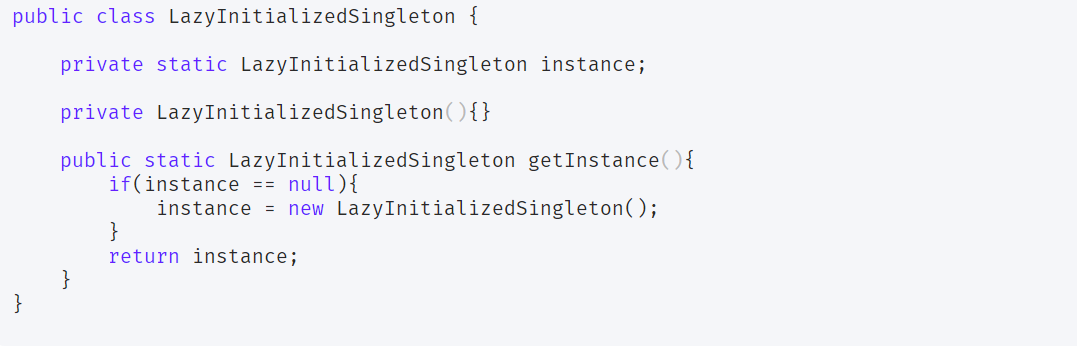 public class LazyInitializedSingleton {
private static LazyInitializedSingleton instance;
private LazyInitializedSingleton(){}
public static LazyInitializedSingleton getInstance(){
if(instance == null){
instance = new LazyInitializedSingleton();
}
return instance;
}
}